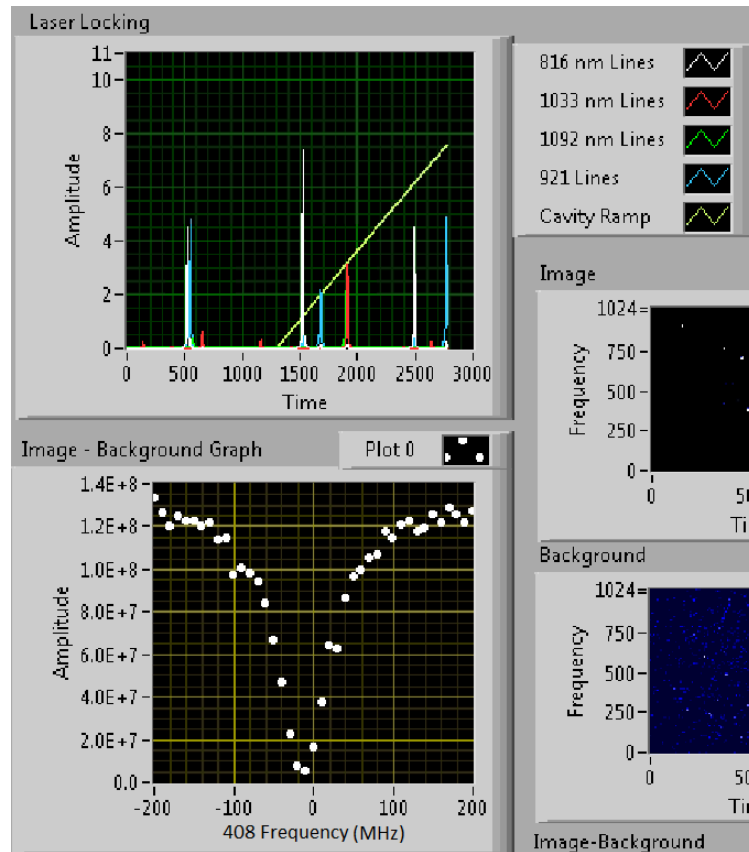 Laser Locking
11
10
8
6
4
2
0
Amplitude
0 500 1000 1500 2000 2500 3000
Time
816 nm Lines
1033 nm Lines
1092 nm Lines
921 Lines
Cavity Ramp
Image
1024
750
500
250
0
Frequency
0
Image - Background Graph
Plot 0
1.4E+8
1.2E+8
1.0E+8
8.0E+7
6.0E+7
4.0E+7
2.0E+7
0.0
Amplitude
-200 -100 0 100 200
408 Frequency (MHz)
Background
1024
750
500
250
0
Frequency
0
Image-Background